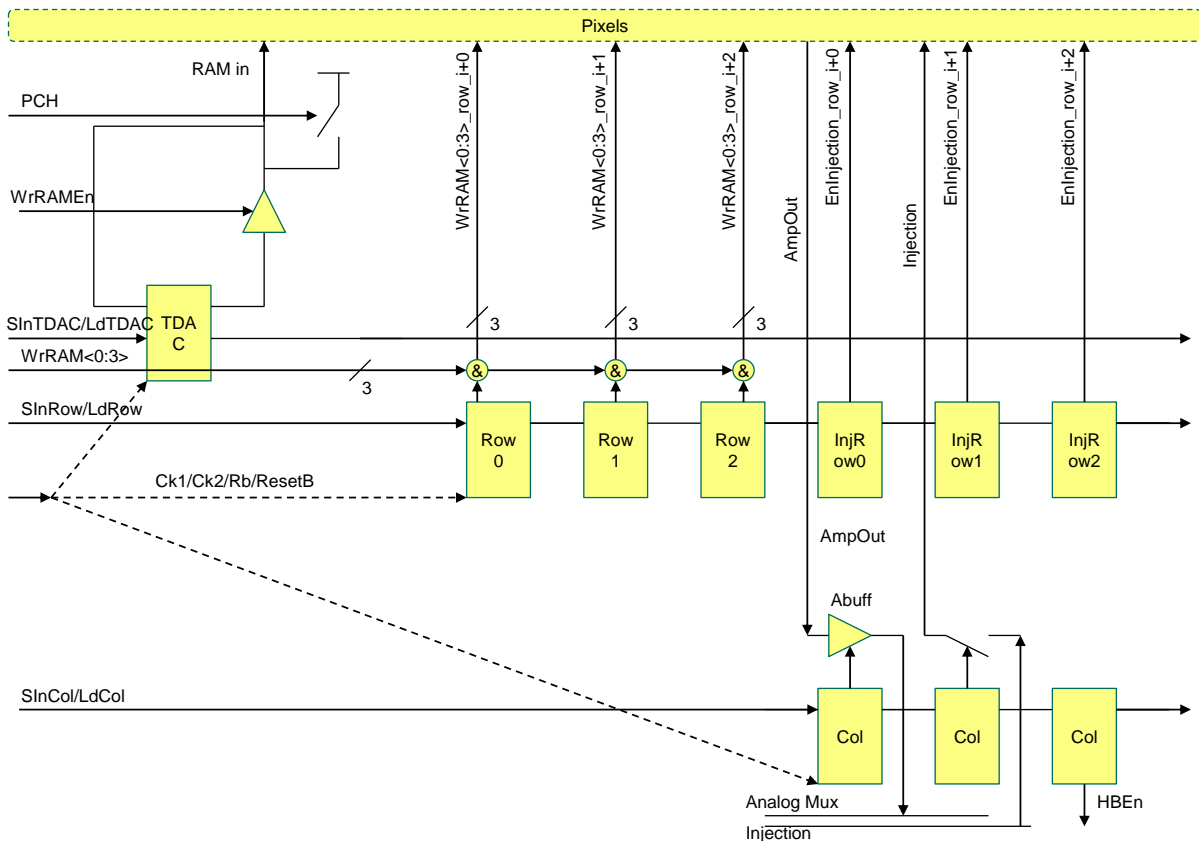 Pixels
RAM in
PCH
WrRAMEn
WrRAM<0:3>_row_i+0
WrRAM<0:3>_row_i+1
WrRAM<0:3>_row_i+2
AmpOut
EnInjection_row_i+0
Injection
EnInjection_row_i+1
EnInjection_row_i+2
SInTDAC/LdTDAC
TDA
C
3
3
3
WrRAM<0:3>
3
&
&
&
SInRow/LdRow
Row
0
Row
1
Row
2
InjR
ow0
InjR
ow1
InjR
ow2
Ck1/Ck2/Rb/ResetB
AmpOut
Abuff
SInCol/LdCol
Col
Col
Col
Analog Mux
HBEn
Injection